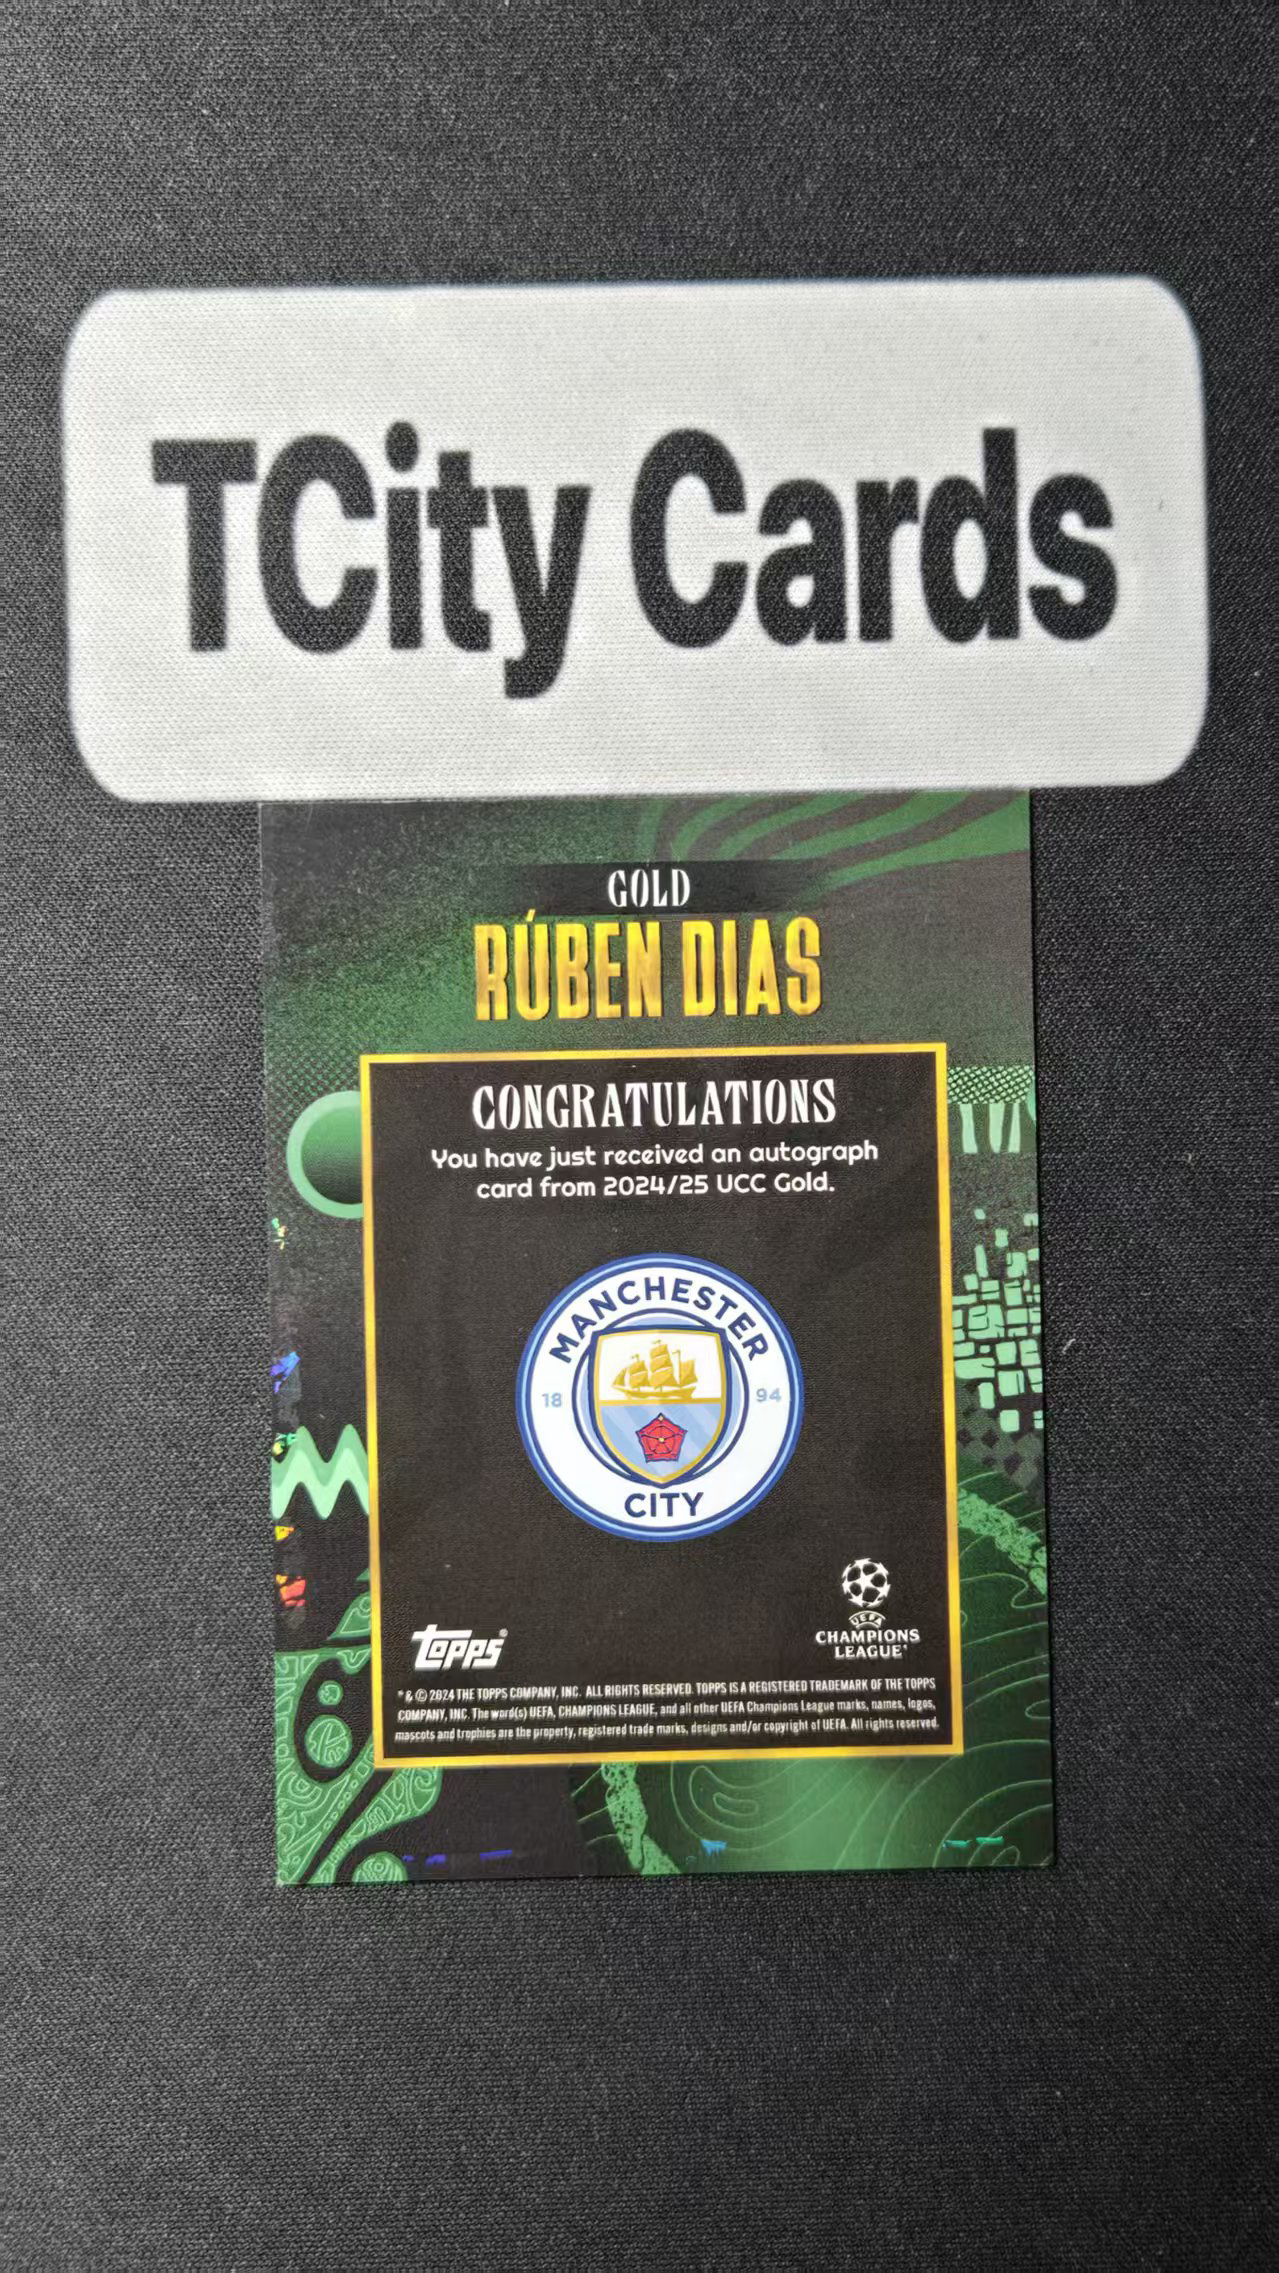 TCity Cards
GOLD
RÚBEN DIAS
CONGRATULATIONS
You have just received an autograph
card from 2024/25 UCC Gold.
MANCHESTER
18 94
CITY
topps®
UEFA
CHAMPIONS
LEAGUE®
® & © 2024 THE TOPPS COMPANY, INC. ALL RIGHTS RESERVED. TOPPS IS A REGISTERED TRADEMARK OF THE TOPPS
COMPANY, INC. The word(s) UEFA, CHAMPIONS LEAGUE, and all other UEFA Champions League marks, names, logos,
mascots and trophies are the property, registered trade marks, designs and/or copyright of UEFA. All rights reserved.